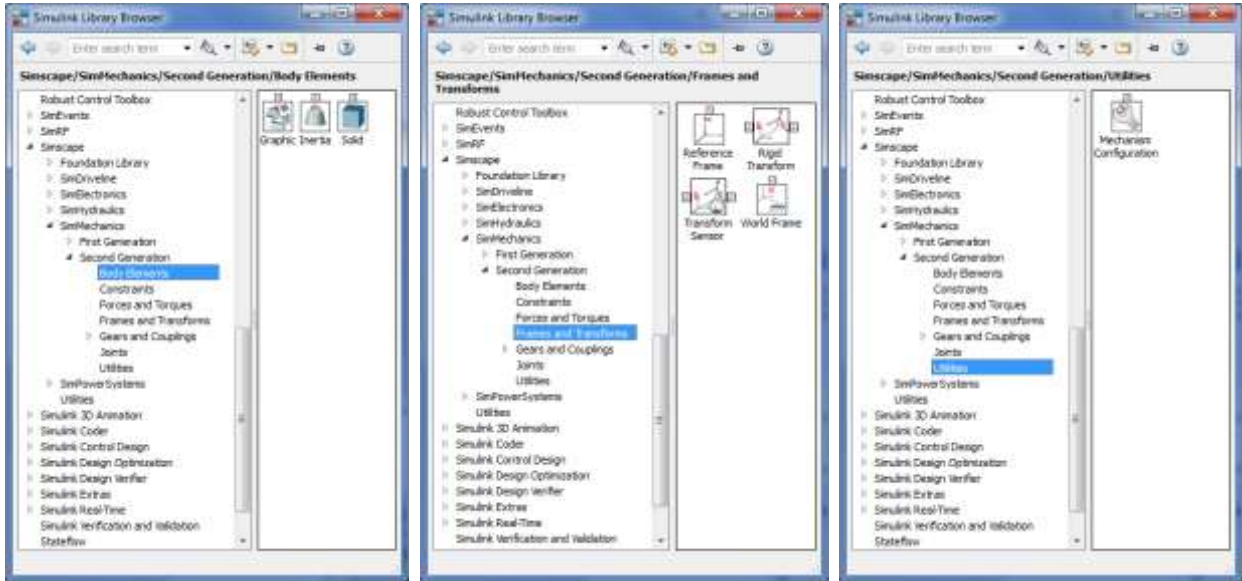 Simulink Library Browser
Enter search term
Simscape/SimMechanics/Second Generation/Body Elements
Robust Control Toolbox
SimEvents
SimRF
Simscape
Foundation Library
SimDriveline
SimElectronics
SimHydraulics
SimMechanics
First Generation
Second Generation
Body Elements
Constraints
Forces and Torques
Frames and Transforms
Gears and Couplings
Joints
Utilities
SimPowerSystems
Utilities
Simulink 3D Animation
Simulink Coder
Simulink Control Design
Simulink Design Optimization
Simulink Design Verifier
Simulink Extras
Simulink Real-Time
Simulink Verification and Validation
Stateflow
Graphic Inertia Solid
Simulink Library Browser
Enter search term
Simscape/SimMechanics/Second Generation/Frames and
Transforms
Robust Control Toolbox
SimEvents
SimRF
Simscape
Foundation Library
SimDriveline
SimElectronics
SimHydraulics
SimMechanics
First Generation
Second Generation
Body Elements
Constraints
Forces and Torques
Frames and Transforms
Gears and Couplings
Joints
Utilities
SimPowerSystems
Utilities
Simulink 3D Animation
Simulink Coder
Simulink Control Design
Simulink Design Optimization
Simulink Design Verifier
Simulink Extras
Simulink Real-Time
Simulink Verification and Validation
Reference Rigid
Frame Transform
Transform World Frame
Sensor
Simulink Library Browser
Enter search term
Simscape/SimMechanics/Second Generation/Utilities
Robust Control Toolbox
SimEvents
SimRF
Simscape
Foundation Library
SimDriveline
SimElectronics
SimHydraulics
SimMechanics
First Generation
Second Generation
Body Elements
Constraints
Forces and Torques
Frames and Transforms
Gears and Couplings
Joints
Utilities
SimPowerSystems
Utilities
Simulink 3D Animation
Simulink Coder
Simulink Control Design
Simulink Design Optimization
Simulink Design Verifier
Simulink Extras
Simulink Real-Time
Simulink Verification and Validation
Stateflow
Mechanism
Configuration